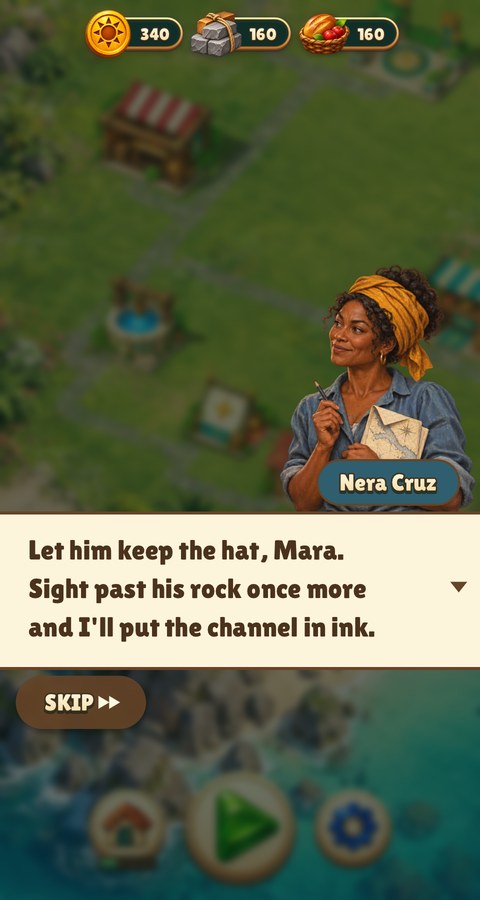 340
160
160
Nera Cruz
Let him keep the hat, Mara.
Sight past his rock once more
and I'll put the channel in ink.
SKIP